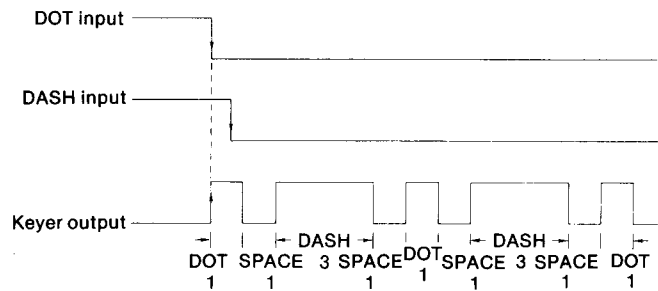 DOT input
DASH input
Keyer output
DASH DASH
DOT SPACE 3 SPACE DOT SPACE 3 SPACE DOT
1 1 1 1 1 1 1